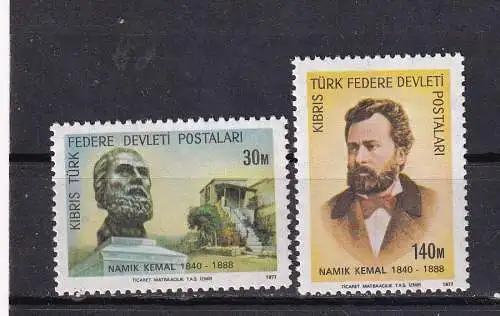 KIBRIS TÜRK FEDERE DEVLETİ POSTALARI
30M
NAMIK KEMAL 1840 - 1888
TİCARET MATBAACILIK T.A.Ş. İZMİR 1977
KIBRIS TÜRK FEDERE DEVLETİ POSTALARI
140M
NAMIK KEMAL 1840 - 1888
TİCARET MATBAACILIK T.A.Ş. İZMİR 1977